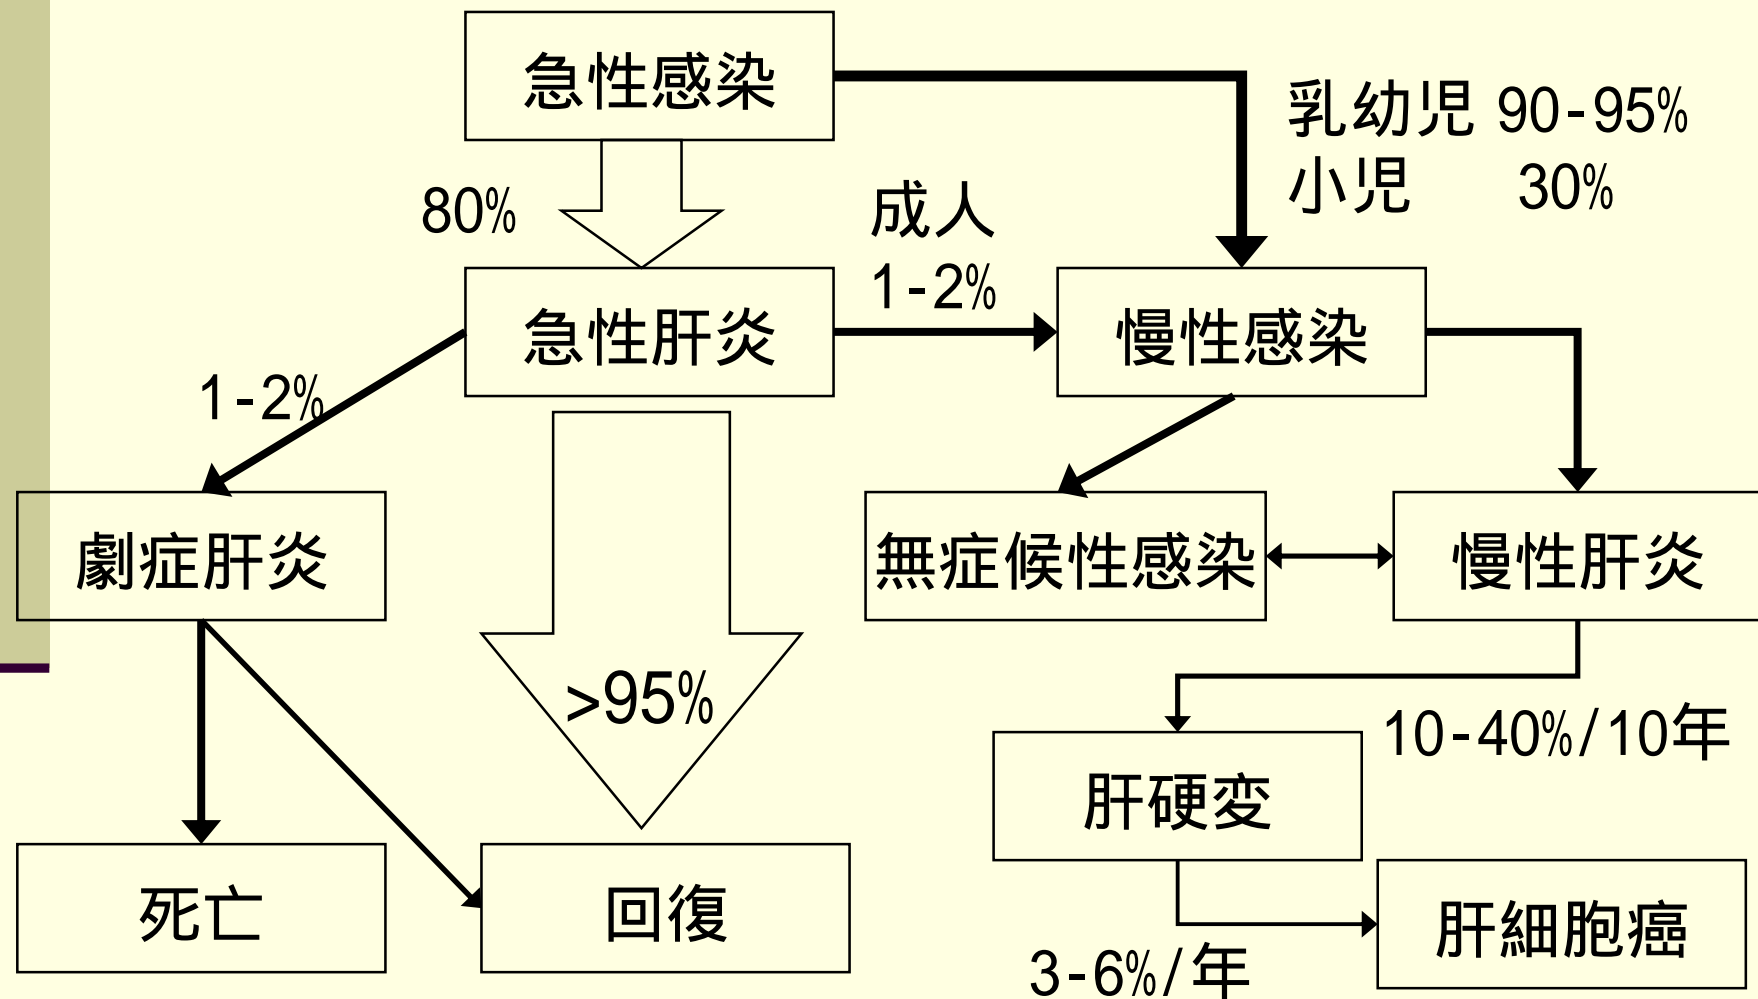 急性感染
乳幼児 90-95%
小児 30%
80%
成人
1-2%
急性肝炎
慢性感染
1-2%
劇症肝炎
無症候性感染
慢性肝炎
>95%
10-40%/10年
肝硬変
死亡
回復
肝細胞癌
3-6%/年